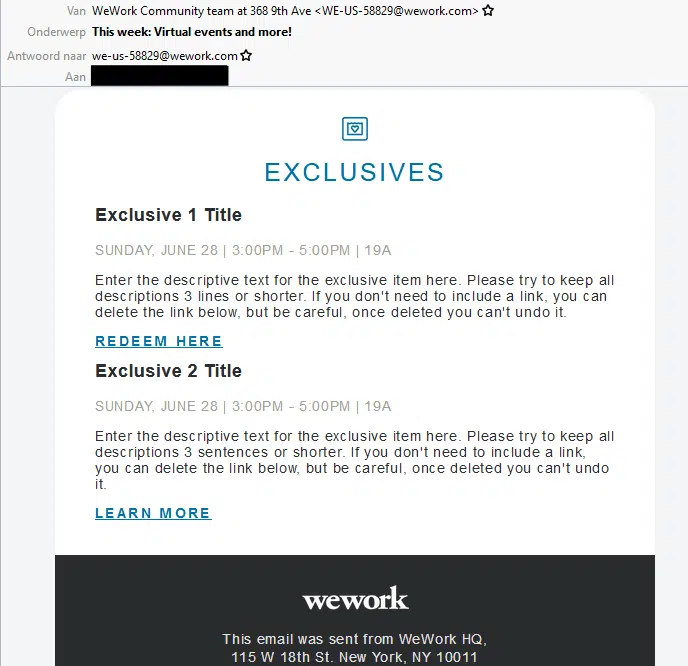 Van WeWork Community team at 368 9th Ave <WE-US-58829@wework.com>
Onderwerp This week: Virtual events and more!
Antwoord naar we-us-58829@wework.com
Aan
EXCLUSIVES
Exclusive 1 Title
SUNDAY, JUNE 28 | 3:00PM - 5:00PM | 19A
Enter the descriptive text for the exclusive item here. Please try to keep all
descriptions 3 lines or shorter. If you don't need to include a link, you can
delete the link below, but be careful, once deleted you can't undo it.
REDEEM HERE
Exclusive 2 Title
SUNDAY, JUNE 28 | 3:00PM - 5:00PM | 19A
Enter the descriptive text for the exclusive item here. Please try to keep all
descriptions 3 sentences or shorter. If you don't need to include a link,
you can delete the link below, but be careful, once deleted you can't undo
it.
LEARN MORE
wework
This email was sent from WeWork HQ,
115 W 18th St. New York, NY 10011